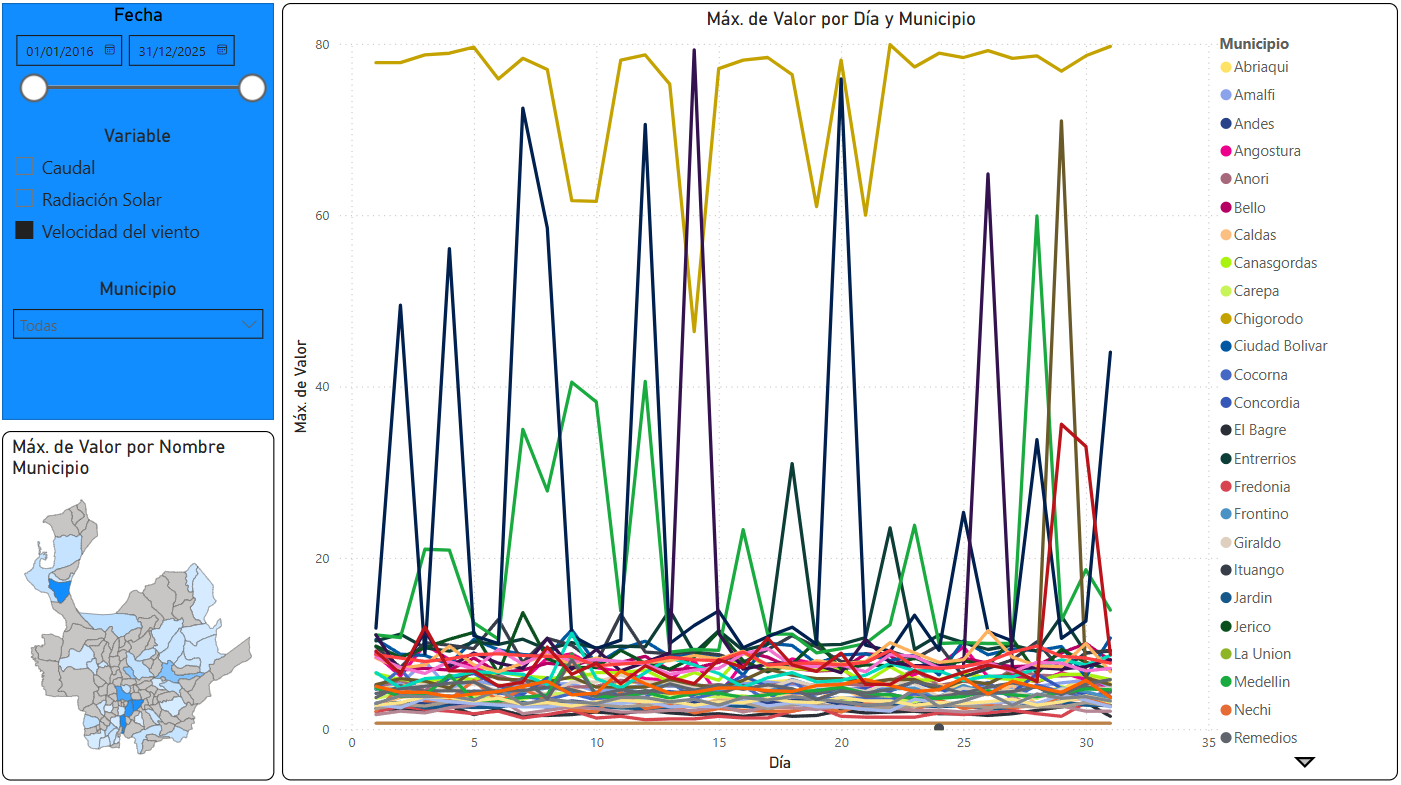 Fecha
01/01/2016
31/12/2025
Variable
Caudal
Radiación Solar
Velocidad del viento
Municipio
Todas
Máx. de Valor por Nombre
Municipio
Máx. de Valor por Día y Municipio
Máx. de Valor
80
60
40
20
0
0 5 10 15 20 25 30 35
Día
Municipio
Abriaqui
Amalfi
Andes
Angostura
Anori
Bello
Caldas
Canasgordas
Carepa
Chigorodo
Ciudad Bolivar
Cocorna
Concordia
El Bagre
Entrerrios
Fredonia
Frontino
Giraldo
Ituango
Jardin
Jerico
La Union
Medellin
Nechi
Remedios